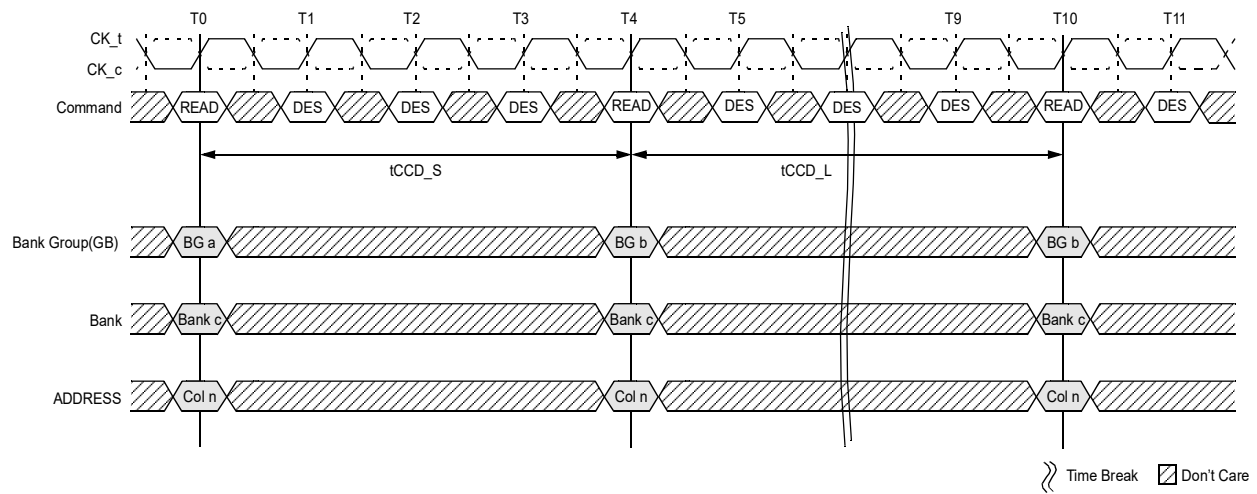 T0 T1 T2 T3 T4 T5 T9 T10 T11
CK_t
CK_c
Command READ DES DES DES READ DES DES DES READ DES
tCCD_S tCCD_L
Bank Group(GB) BG a BG b BG b
Bank Bank c Bank c Bank c
ADDRESS Col n Col n Col n
Time Break Don't Care